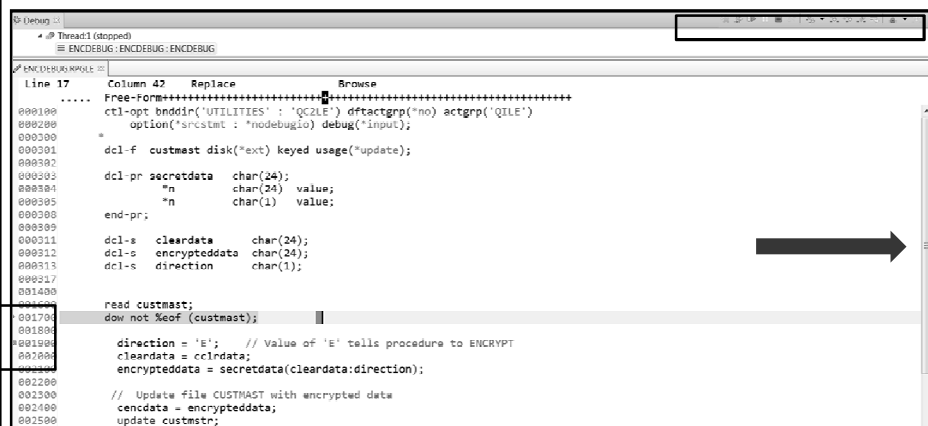 Debug
Thread:1 (stopped)
ENCDEBUG : ENCDEBUG : ENCDEBUG
ENCDEBUG.RPGLE
Line 17 Column 42 Replace Browse
..... Free-Form+++++++++++++++++++++++++++++++++++++++++++++++++++++++++++++++
000100 ctl-opt bnddir('UTILITIES' : 'QC2LE') dftactgrp(*no) actgrp('QILE')
000200 option(*srcstmt : *nodebugio) debug(*input);
000300 *
000301 dcl-f custmast disk(*ext) keyed usage(*update);
000302
000303 dcl-pr secretdata char(24);
000304 *n char(24) value;
000305 *n char(1) value;
000308 end-pr;
000309
000311 dcl-s cleardata char(24);
000312 dcl-s encrypteddata char(24);
000313 dcl-s direction char(1);
000317
001400
001600 read custmast;
001700 dow not %eof (custmast);
001800
001900 direction = 'E'; // Value of 'E' tells procedure to ENCRYPT
002000 cleardata = cclrdata;
002100 encrypteddata = secretdata(cleardata:direction);
002200
002300 // Update file CUSTMAST with encrypted data
002400 cencdata = encrypteddata;
002500 update custmstr;